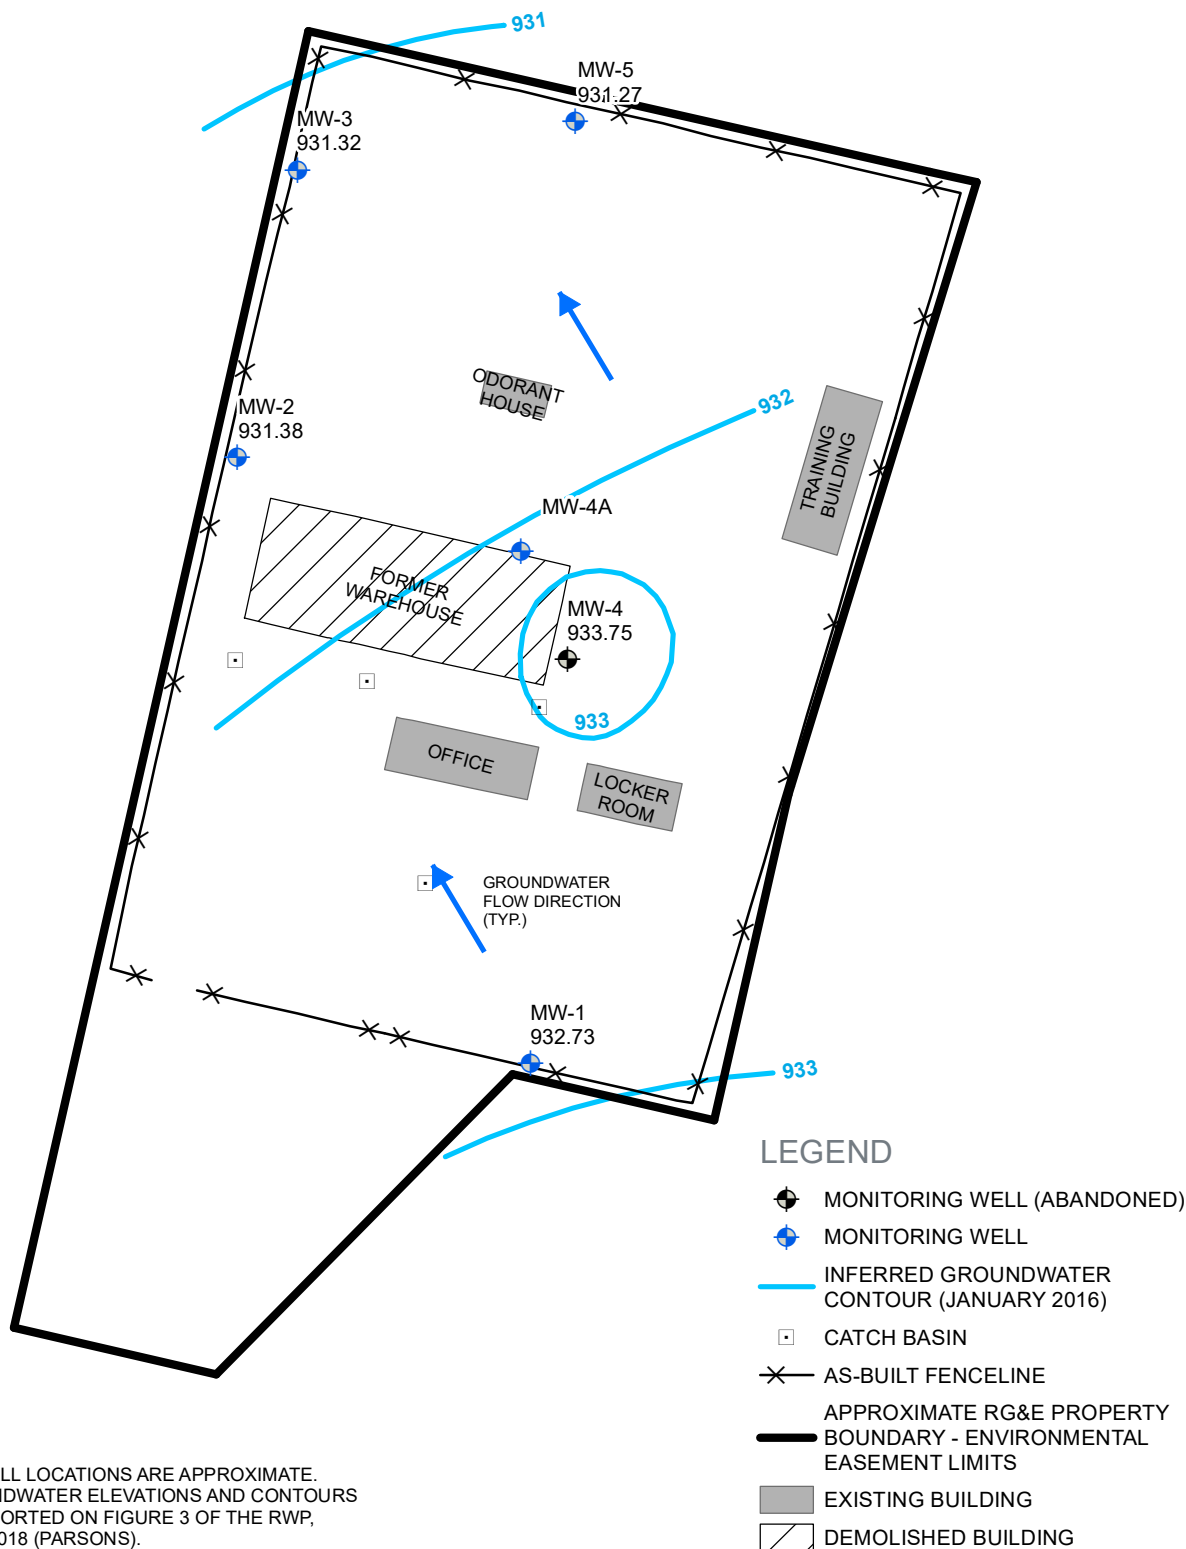 931
MW-5
931.27
MW-3
931.32
ODORANT
HOUSE
932
MW-2
931.38
TRAINING
BUILDING
MW-4A
FORMER
WAREHOUSE
MW-4
933.75
933
OFFICE
LOCKER
ROOM
GROUNDWATER
FLOW DIRECTION
(TYP.)
MW-1
932.73
933
LEGEND
MONITORING WELL (ABANDONED)
MONITORING WELL
INFERRED GROUNDWATER
CONTOUR (JANUARY 2016)
CATCH BASIN
AS-BUILT FENCELINE
APPROXIMATE RG&E PROPERTY
BOUNDARY - ENVIRONMENTAL
EASEMENT LIMITS
EXISTING BUILDING
DEMOLISHED BUILDING
LL LOCATIONS ARE APPROXIMATE.
NDWATER ELEVATIONS AND CONTOURS
ORTED ON FIGURE 3 OF THE RWP,
018 (PARSONS).